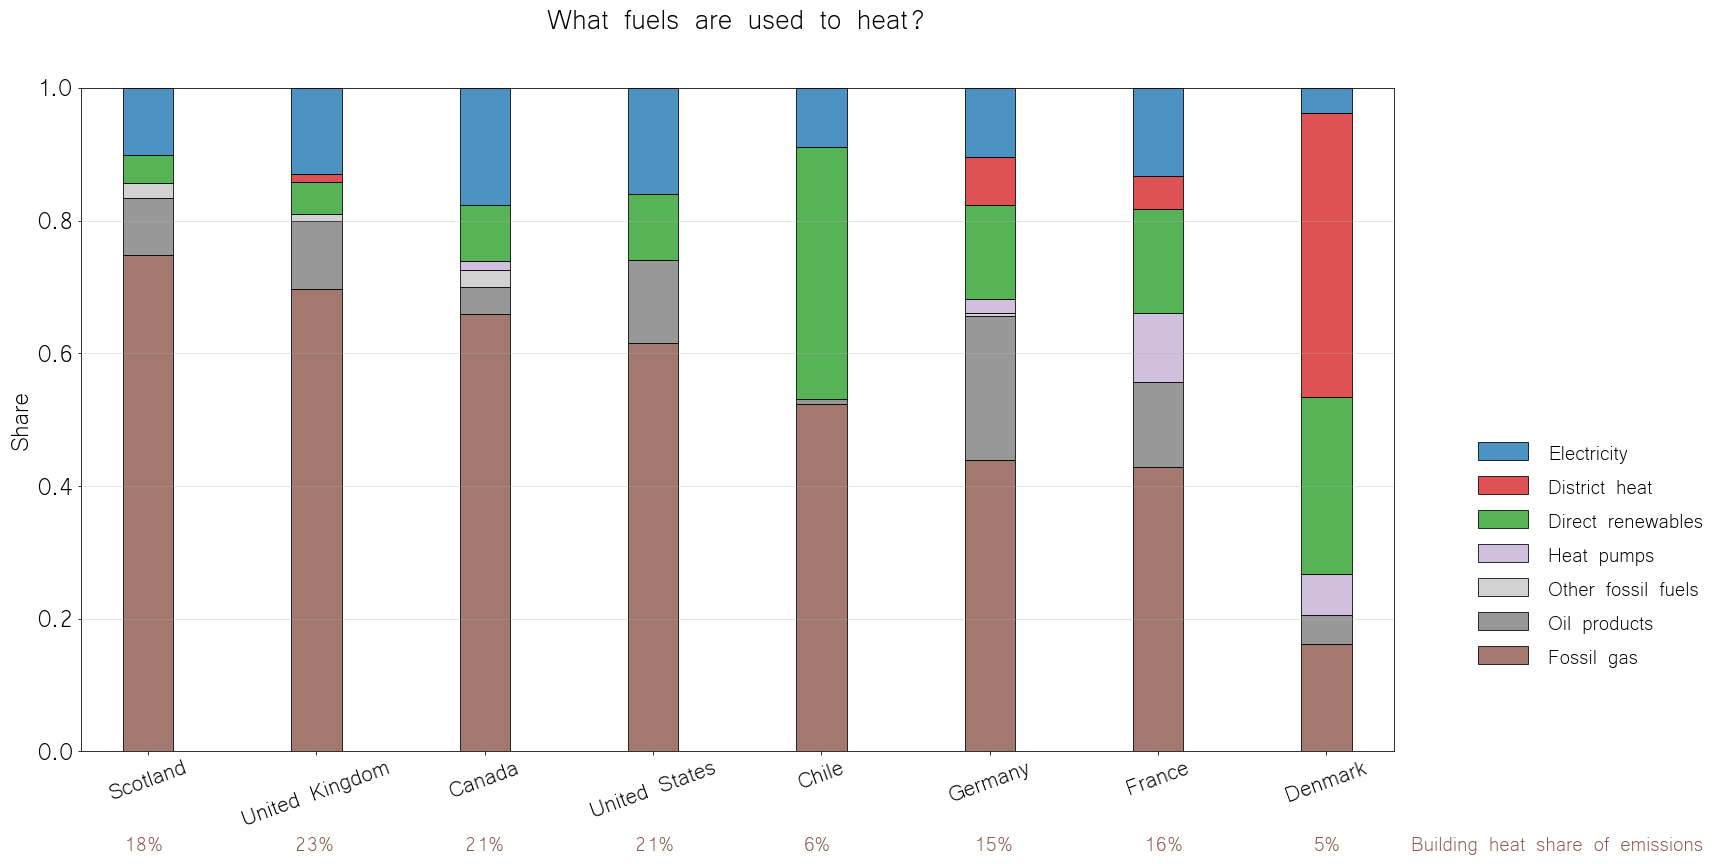 What fuels are used to heat?
1.0
0.8
0.6
0.4
0.2
0.0
Share
Electricity
District heat
Direct renewables
Heat pumps
Other fossil fuels
Oil products
Fossil gas
Scotland United Kingdom Canada United States Chile Germany France Denmark
18% 23% 21% 21% 6% 15% 16% 5% Building heat share of emissions